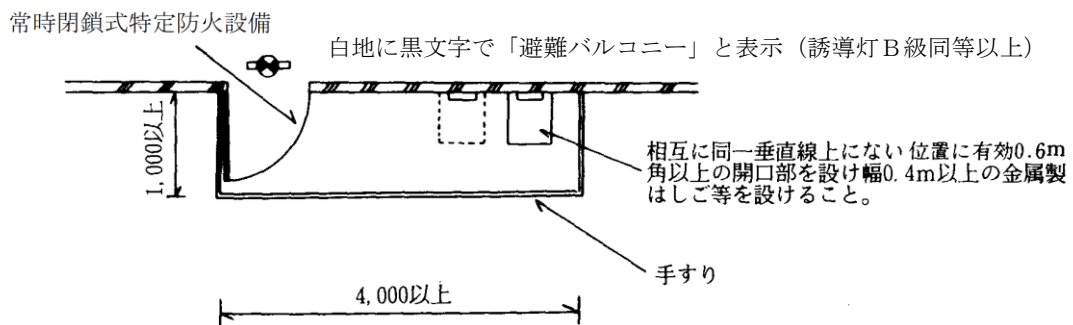 常時閉鎖式特定防火設備
白地に黒文字で「避難バルコニー」と表示（誘導灯Ｂ級同等以上）
1,000以上
相互に同一垂直線上にない位置に有効0.6m
角以上の開口部を設け幅0.4m以上の金属製
はしご等を設けること。
手すり
4,000以上